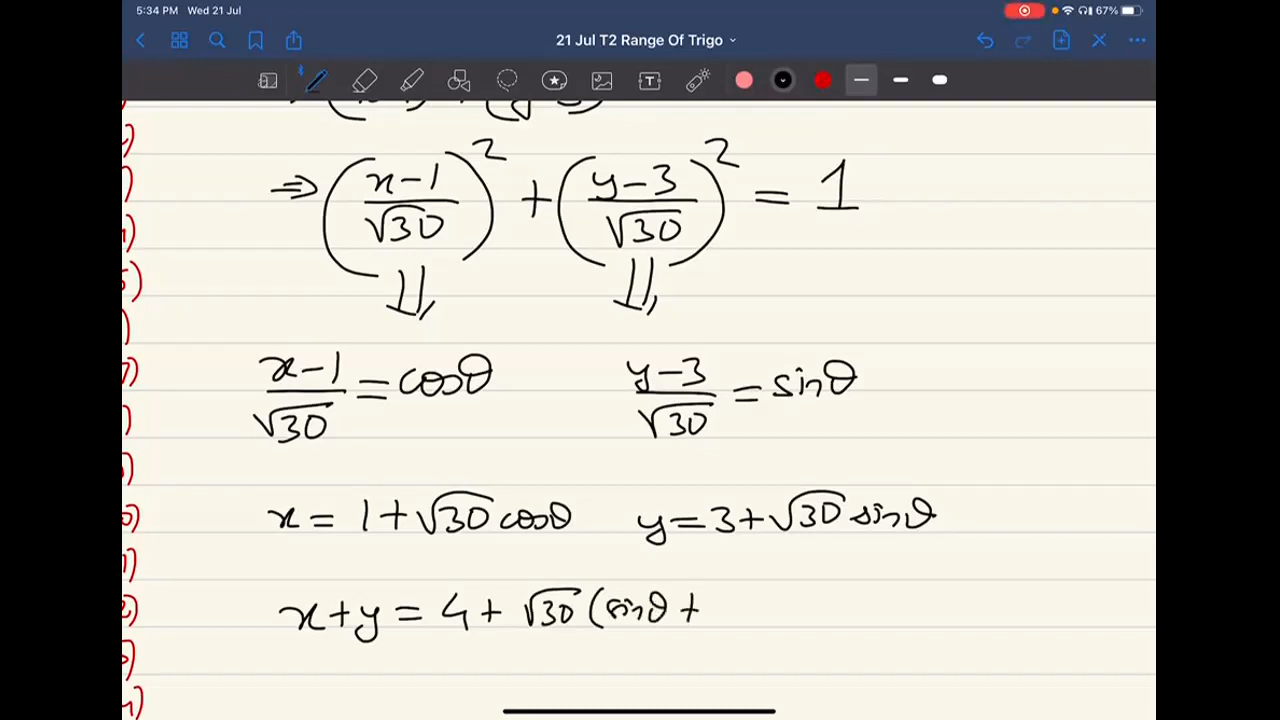 5:34 PM Wed 21 Jul 67%
21 Jul T2 Range Of Trigo
⇒ ((x-1)/√30)² + ((y-3)/√30)² = 1
(x-1)/√30 = cosθ (y-3)/√30 = sinθ
x = 1+√30 cosθ y = 3+√30 sinθ
x+y = 4+ √30 (sinθ +